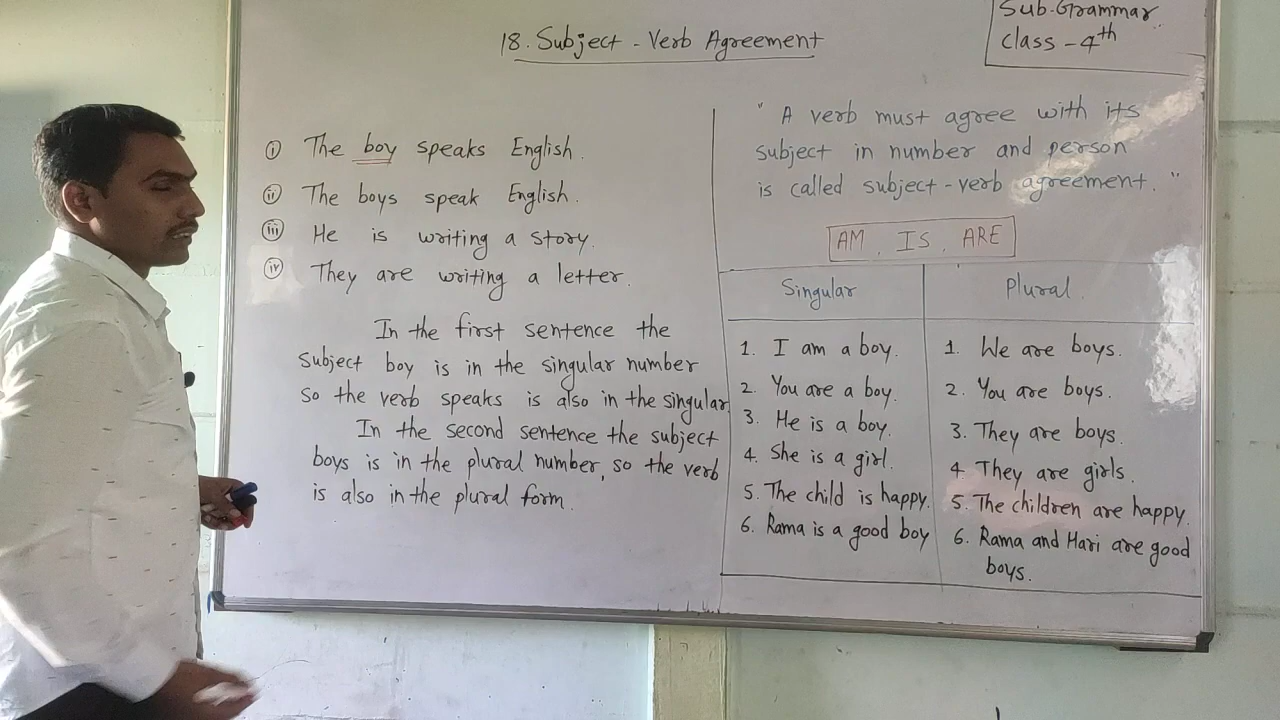 18. Subject - Verb Agreement
Sub. Grammar
Class - 4th
i) The boy speaks English.
ii) The boys speak English.
iii) He is writing a story.
iv) They are writing a letter.
In the first sentence the
subject boy is in the singular number
so the verb speaks is also in the singular
In the second sentence the subject
boys is in the plural number, so the verb
is also in the plural form.
" A verb must agree with its
subject in number and person
is called subject-verb agreement. "
AM, IS, ARE
Singular
1. I am a boy.
2. You are a boy.
3. He is a boy.
4. She is a girl.
5. The child is happy.
6. Rama is a good boy
Plural.
1. We are boys.
2. You are boys.
3. They are boys.
4. They are girls.
5. The children are happy.
6. Rama and Hari are good
boys.